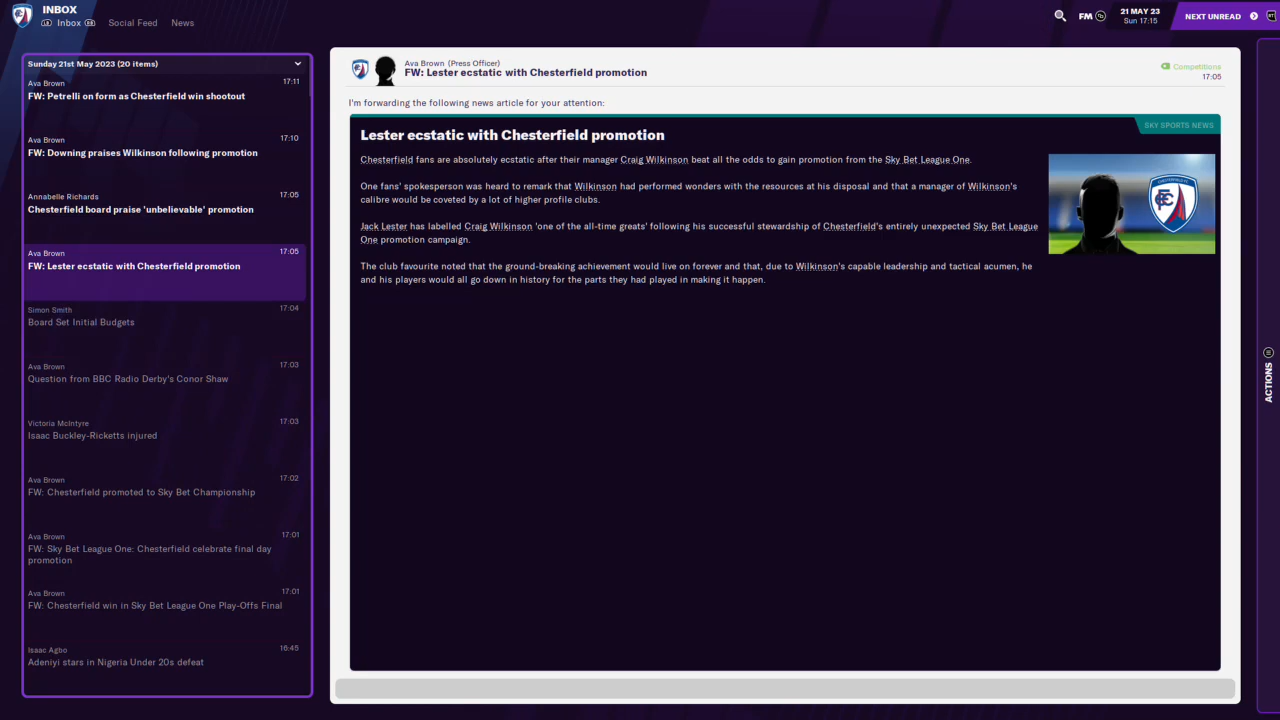 INBOX
Inbox
Social Feed
News
FM
21 MAY 23
Sun 17:15
NEXT UNREAD
Sunday 21st May 2023 (20 items)
Ava Brown
17:11
FW: Petrelli on form as Chesterfield win shootout
Ava Brown
17:10
FW: Downing praises Wilkinson following promotion
Annabelle Richards
17:05
Chesterfield board praise 'unbelievable' promotion
Ava Brown
17:05
FW: Lester ecstatic with Chesterfield promotion
Simon Smith
17:04
Board Set Initial Budgets
Ava Brown
17:03
Question from BBC Radio Derby's Conor Shaw
Victoria McIntyre
17:03
Isaac Buckley-Ricketts injured
Ava Brown
17:02
FW: Chesterfield promoted to Sky Bet Championship
Ava Brown
17:01
FW: Sky Bet League One: Chesterfield celebrate final day
promotion
Ava Brown
17:01
FW: Chesterfield win in Sky Bet League One Play-Offs Final
Isaac Agbo
16:45
Adeniyi stars in Nigeria Under 20s defeat
Ava Brown (Press Officer)
FW: Lester ecstatic with Chesterfield promotion
Competitions
17:05
I'm forwarding the following news article for your attention:
SKY SPORTS NEWS
Lester ecstatic with Chesterfield promotion
Chesterfield fans are absolutely ecstatic after their manager Craig Wilkinson beat all the odds to gain promotion from the Sky Bet League One.
One fans' spokesperson was heard to remark that Wilkinson had performed wonders with the resources at his disposal and that a manager of Wilkinson's
calibre would be coveted by a lot of higher profile clubs.
Jack Lester has labelled Craig Wilkinson 'one of the all-time greats' following his successful stewardship of Chesterfield's entirely unexpected Sky Bet League
One promotion campaign.
The club favourite noted that the ground-breaking achievement would live on forever and that, due to Wilkinson's capable leadership and tactical acumen, he
and his players would all go down in history for the parts they had played in making it happen.
ACTIONS